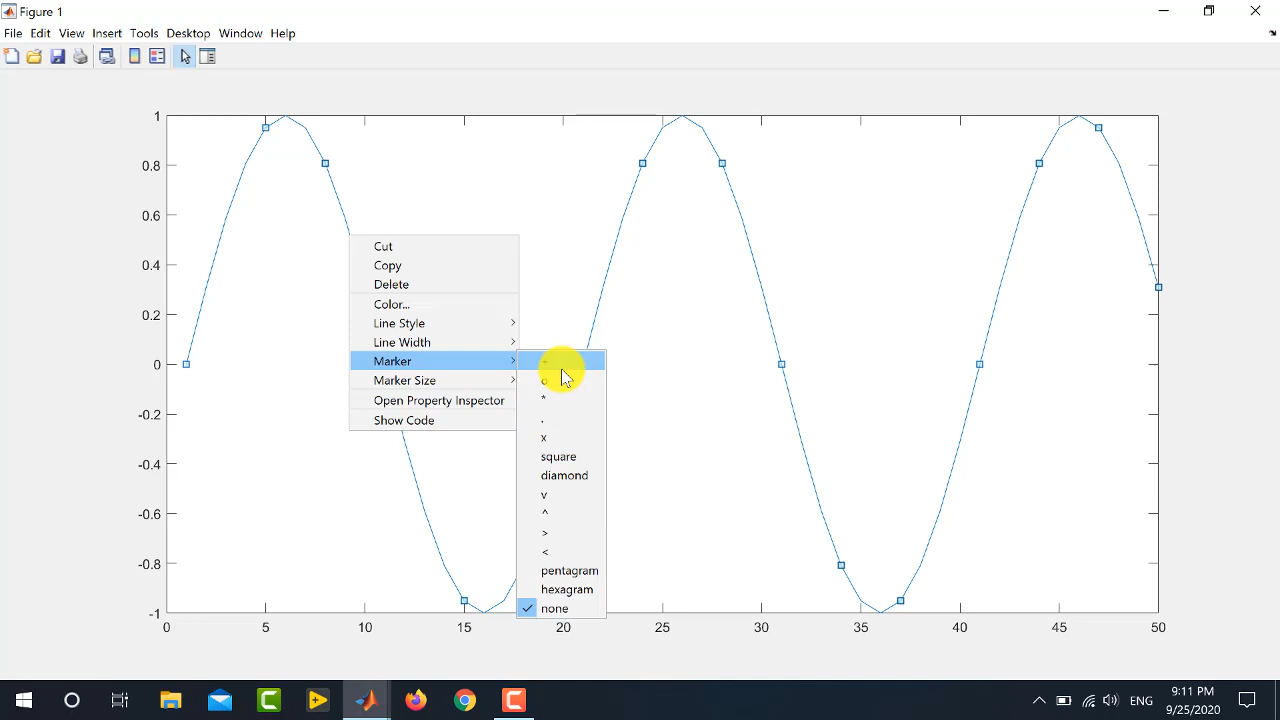 Figure 1
File Edit View Insert Tools Desktop Window Help
1
0.8
0.6
0.4
0.2
0
-0.2
-0.4
-0.6
-0.8
-1
0 5 10 15 20 25 30 35 40 45 50
Cut
Copy
Delete
Color...
Line Style
Line Width
Marker
Marker Size
Open Property Inspector
Show Code
+
o
*
.
x
square
diamond
v
^
>
<
pentagram
hexagram
none
ENG
9:11 PM
9/25/2020